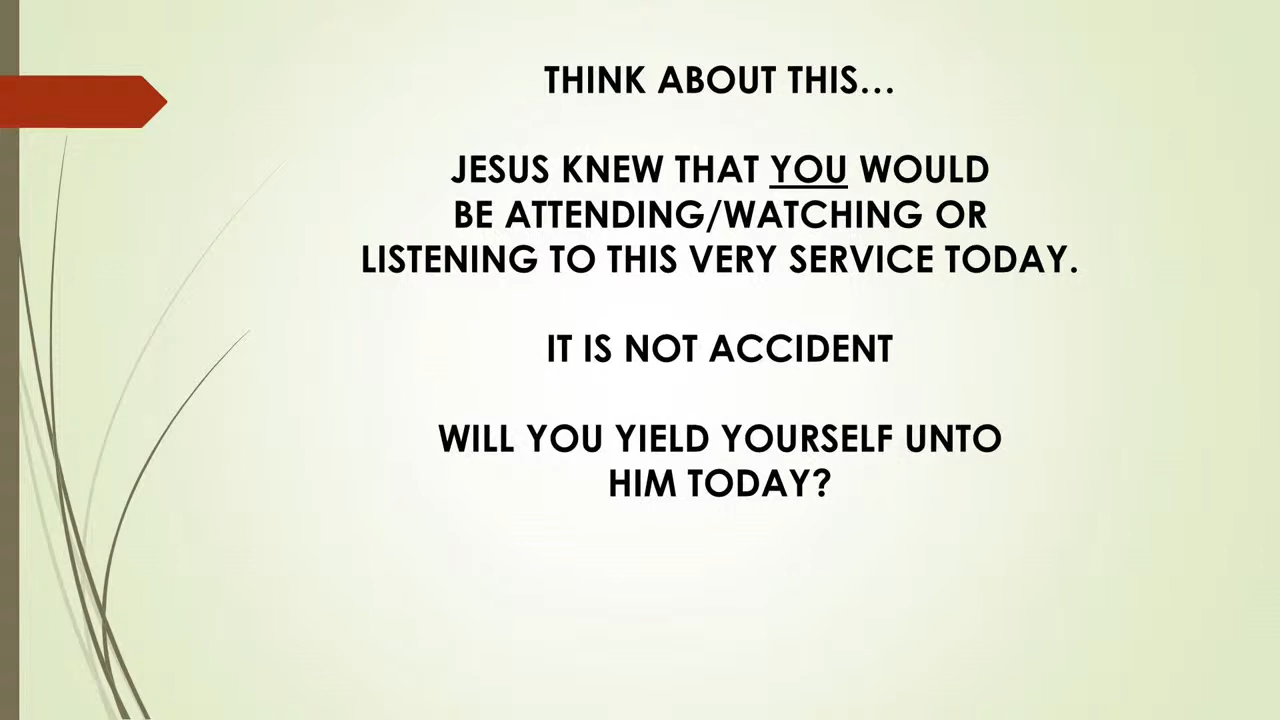 THINK ABOUT THIS…
JESUS KNEW THAT YOU WOULD
BE ATTENDING/WATCHING OR
LISTENING TO THIS VERY SERVICE TODAY.
IT IS NOT ACCIDENT
WILL YOU YIELD YOURSELF UNTO
HIM TODAY?